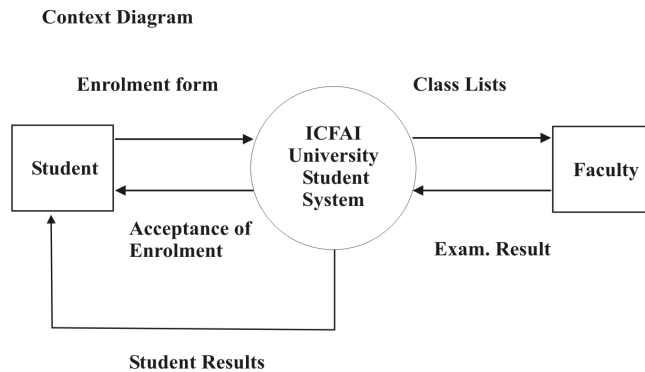 Context Diagram
Enrolment form
Class Lists
ICFAI
University
Student
System
Student
Faculty
Acceptance of
Enrolment
Exam. Result
Student Results